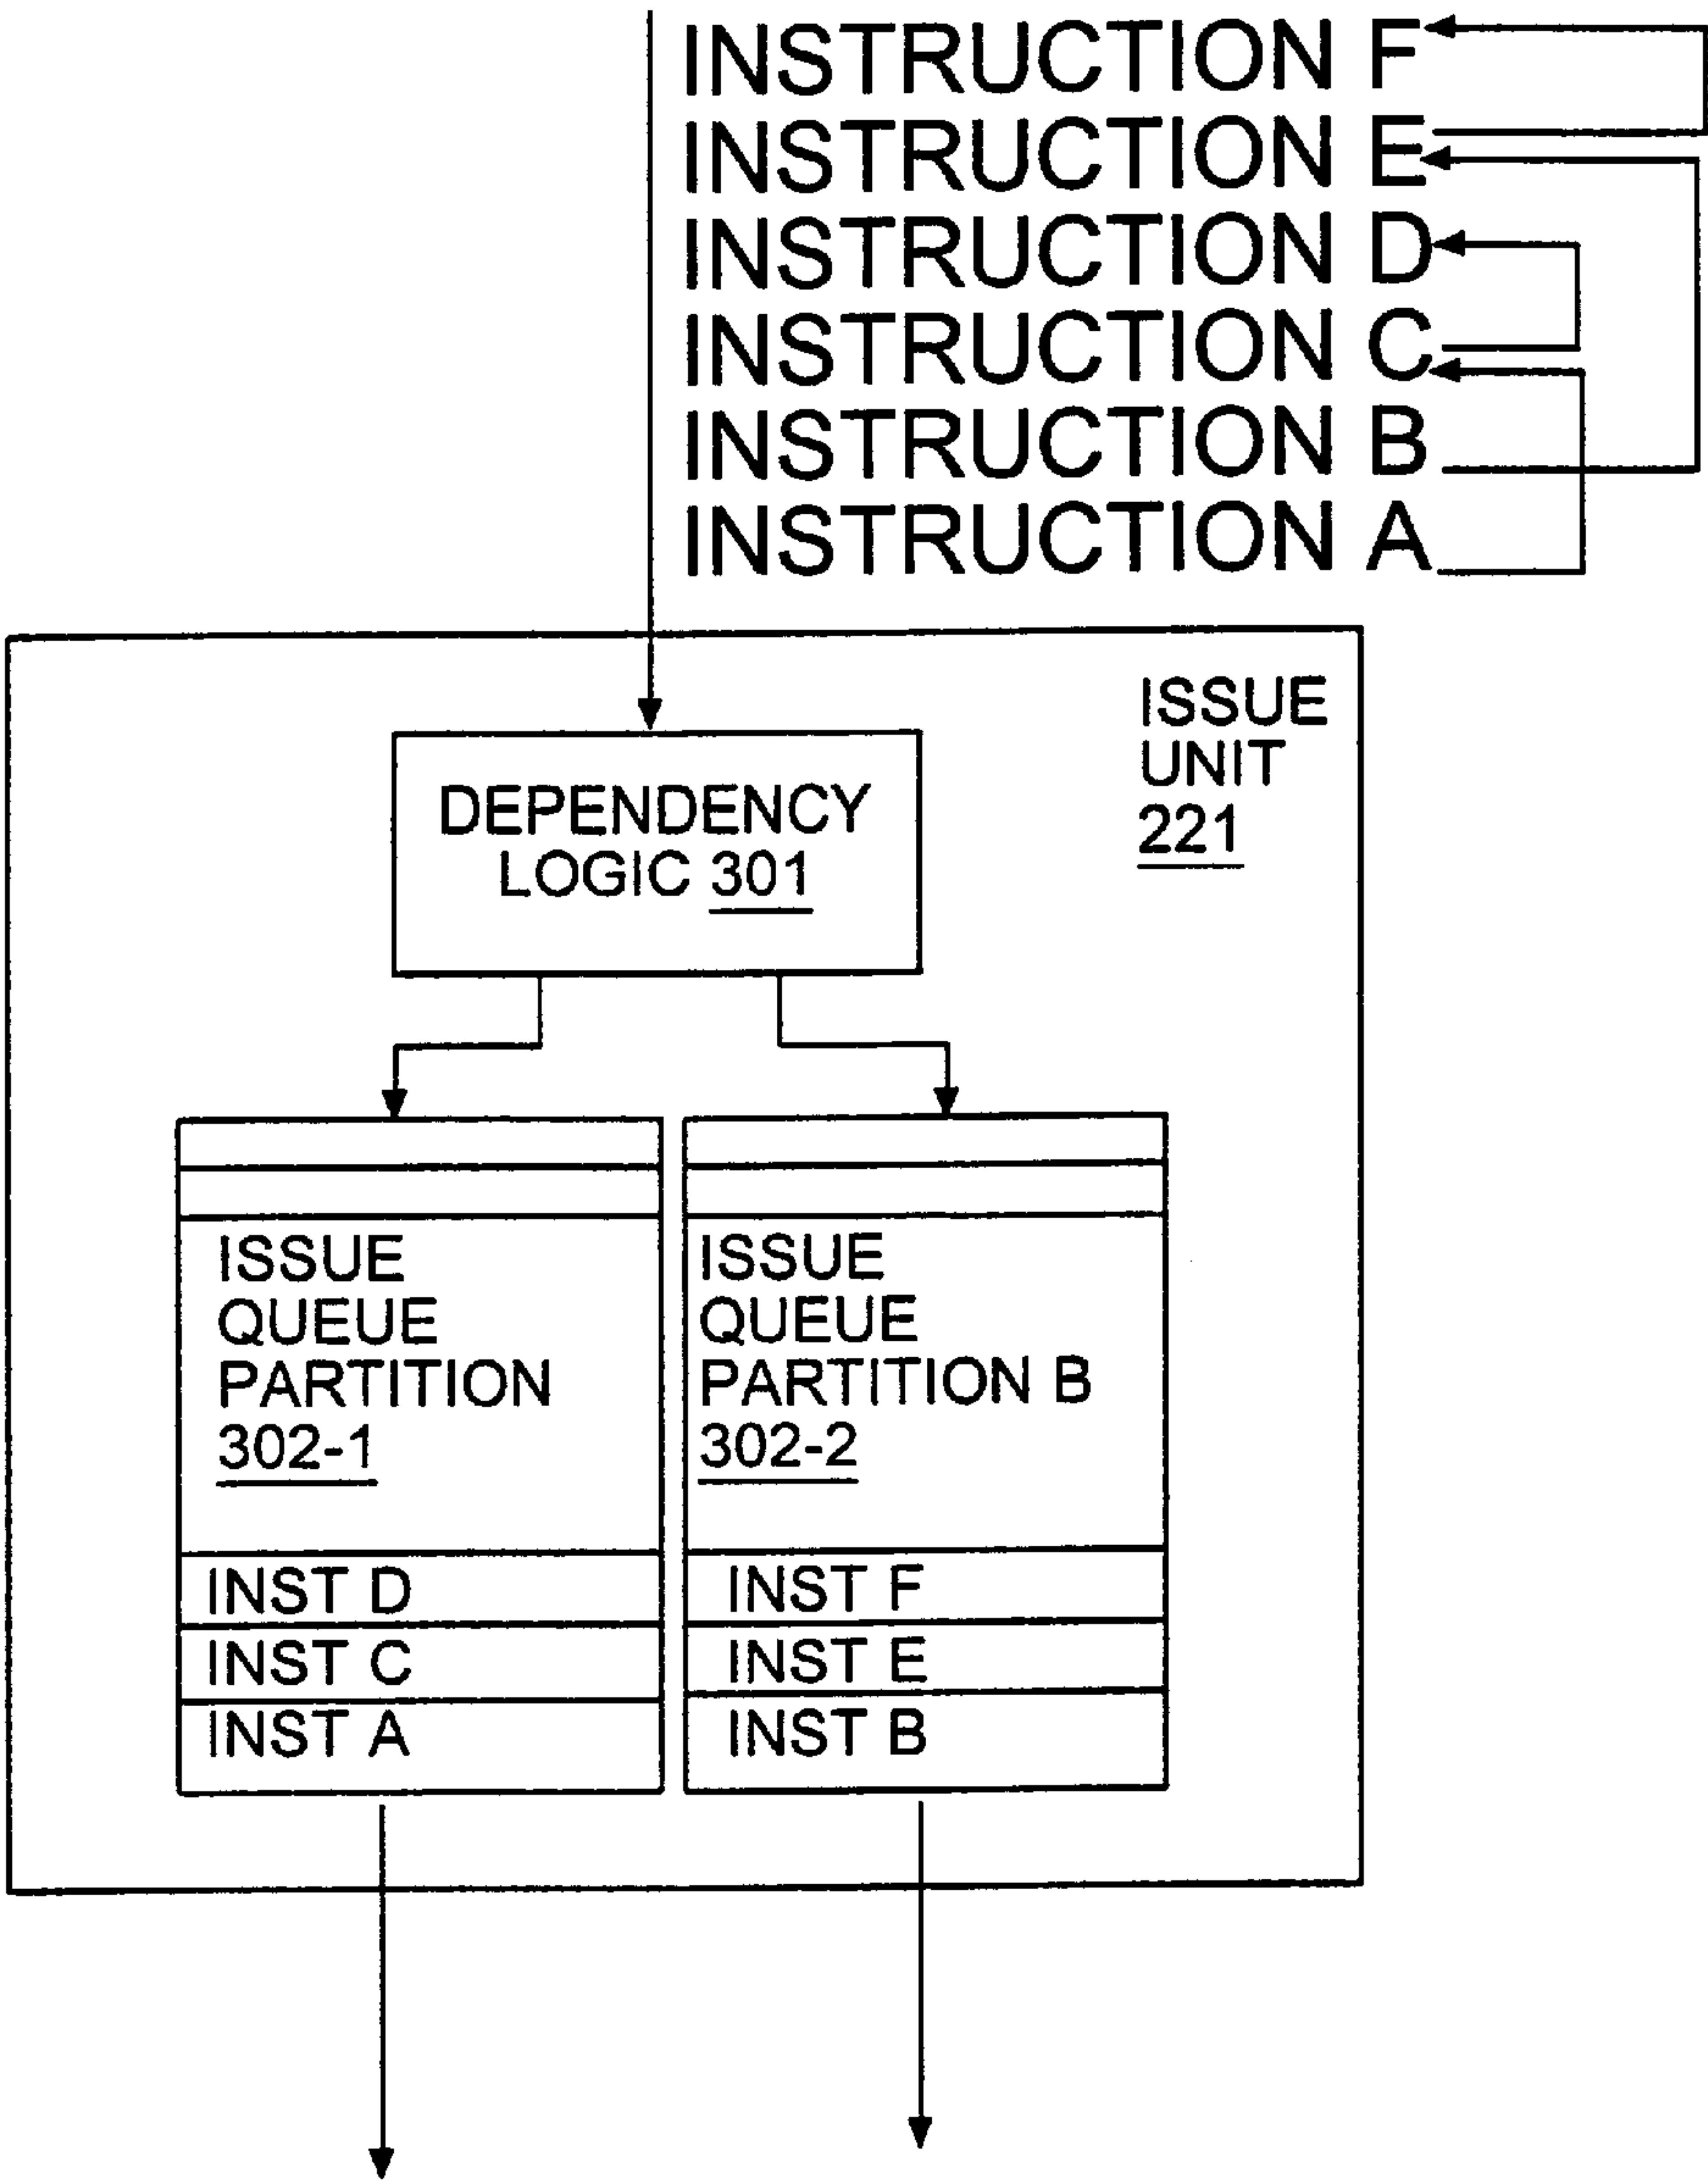 INSTRUCTION F
INSTRUCTION E
INSTRUCTION D
INSTRUCTION C
INSTRUCTION B
INSTRUCTION A
ISSUE
UNIT
221
DEPENDENCY
LOGIC 301
ISSUE
QUEUE
PARTITION
302-1
INST D
INST C
INST A
ISSUE
QUEUE
PARTITION B
302-2
INST F
INST E
INST B